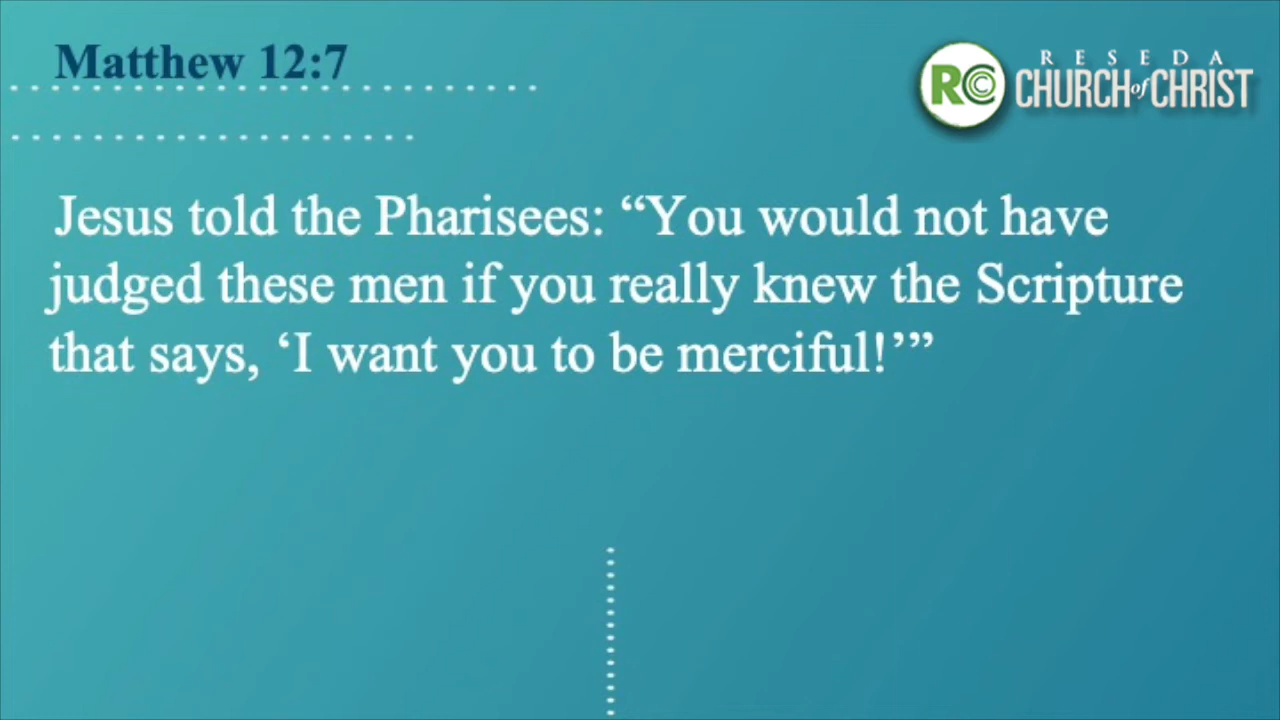 Matthew 12:7
RCC
RESEDA
CHURCH of CHRIST
Jesus told the Pharisees: “You would not have
judged these men if you really knew the Scripture
that says, ‘I want you to be merciful!’”